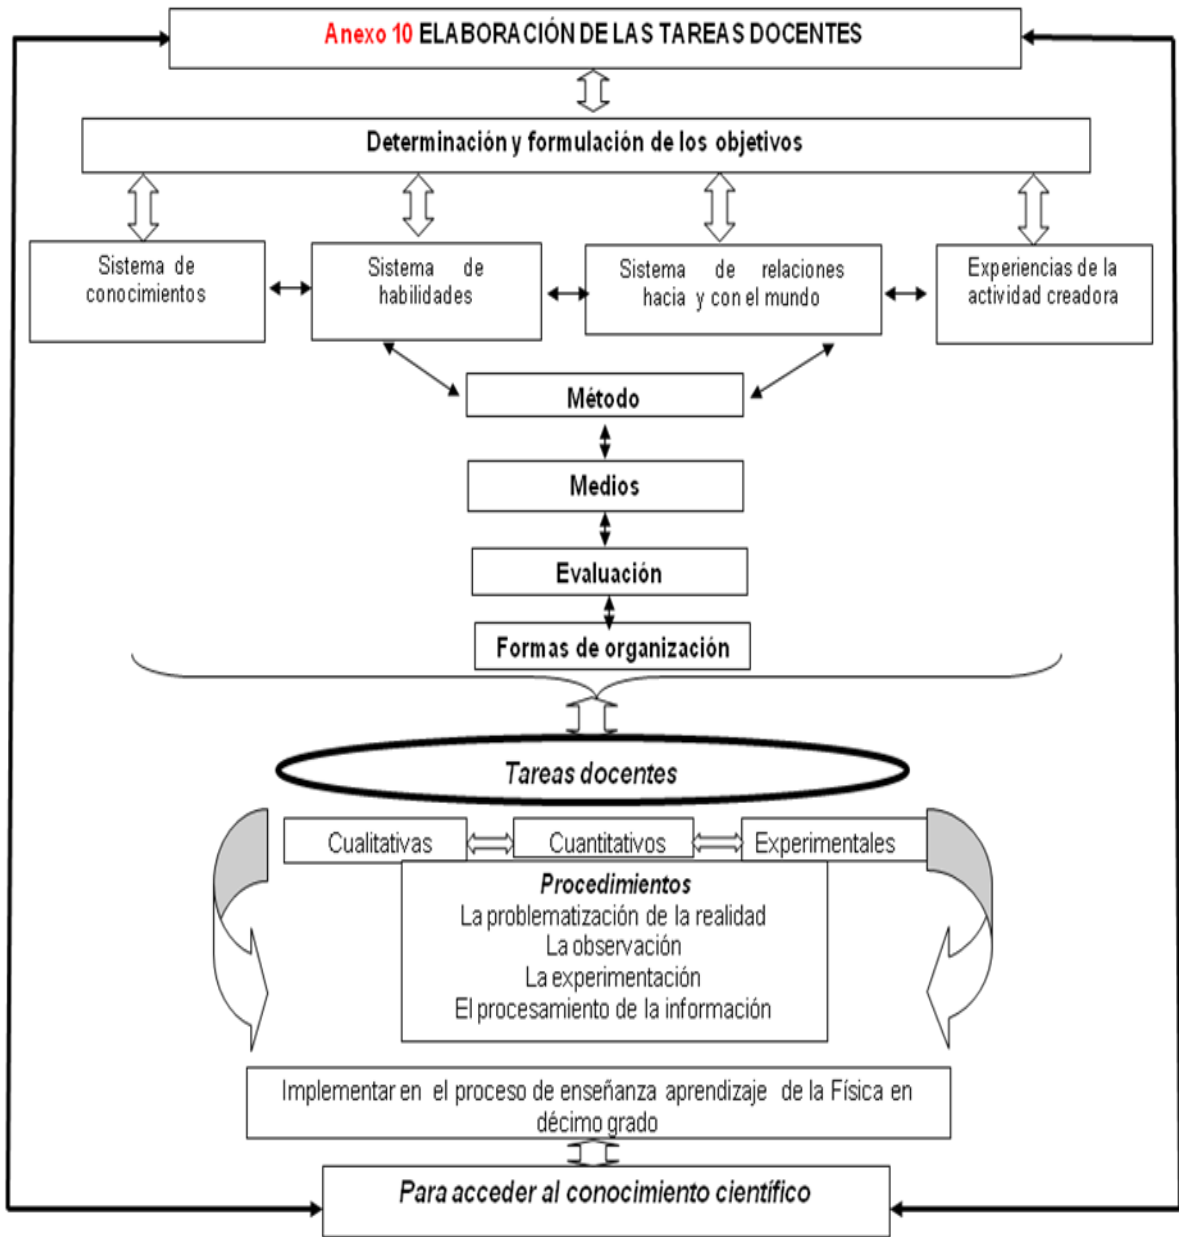 Anexo 10 ELABORACIÓN DE LAS TAREAS DOCENTES
Determinación y formulación de los objetivos
Sistema de
conocimientos
Sistema de
habilidades
Sistema de relaciones
hacia y con el mundo
Experiencias de la
actividad creadora
Método
Medios
Evaluación
Formas de organización
Tareas docentes
Cualitativas
Cuantitativos
Experimentales
Procedimientos
La problematización de la realidad
La observación
La experimentación
El procesamiento de la información
Implementar en el proceso de enseñanza aprendizaje de la Física en
décimo grado
Para acceder al conocimiento científico